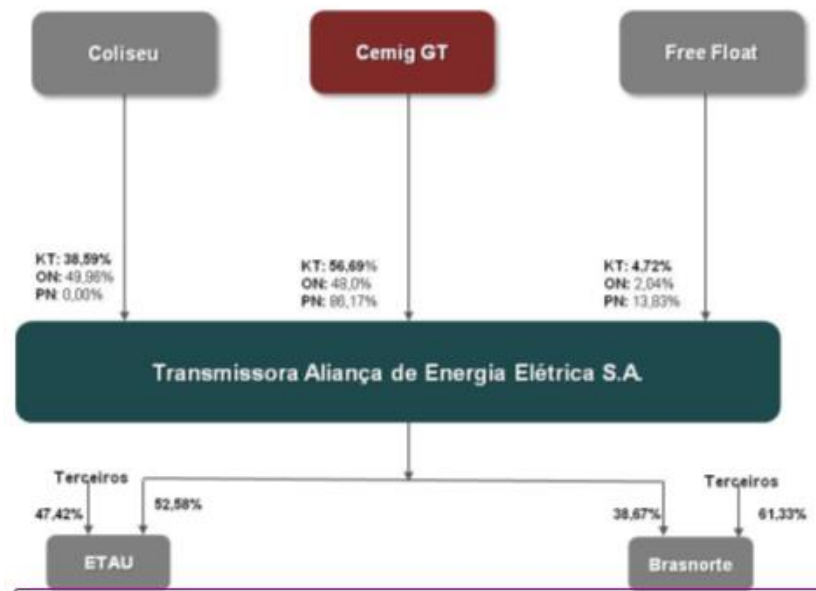 Coliseu
Cemig GT
Free Float
KT: 38,59%
ON: 49,96%
PN: 0,00%
KT: 56,69%
ON: 48,0%
PN: 86,17%
KT: 4,72%
ON: 2,04%
PN: 13,83%
Transmissora Aliança de Energia Elétrica S.A.
Terceiros
47,42%
52,58%
ETAU
Terceiros
38,67%
61,33%
Brasnorte